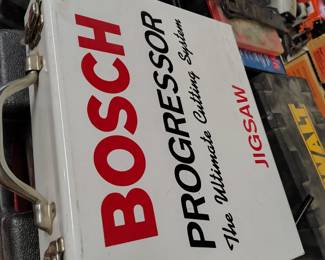 BOSCH
PROGRESSOR
The Ultimate Cutting System
JIGSAW